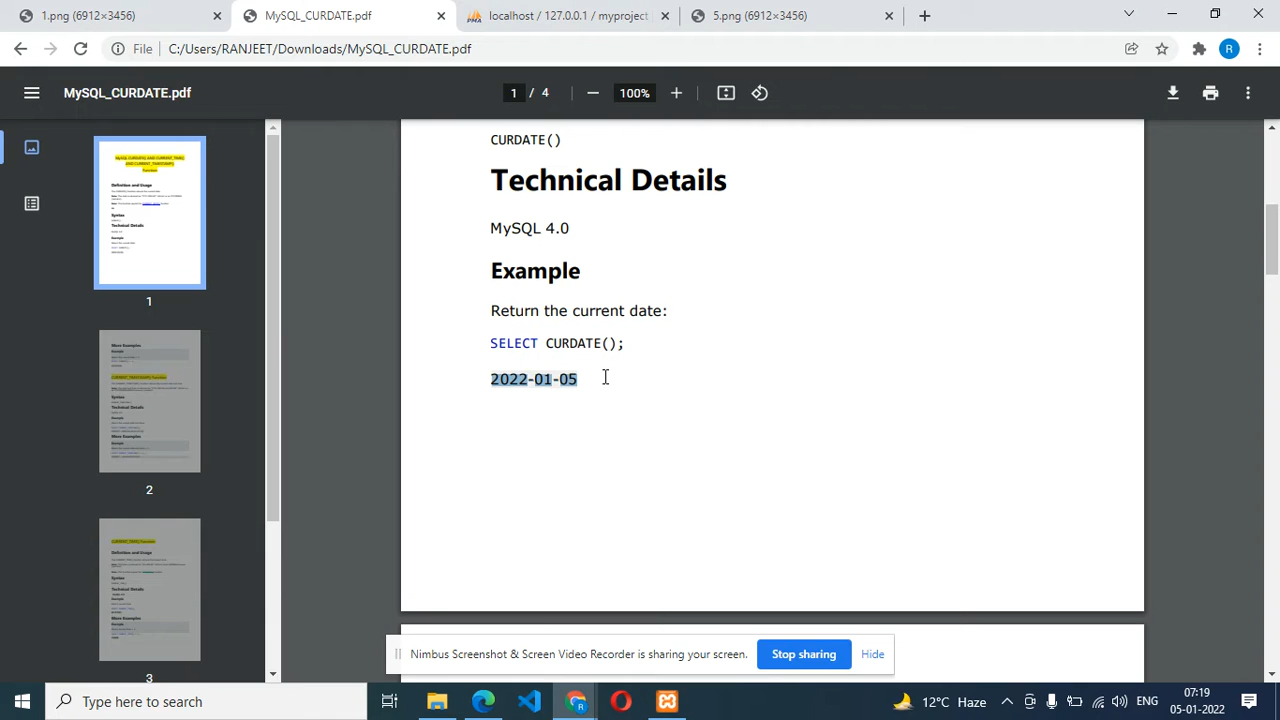 1.png (6912×3456)
MySQL_CURDATE.pdf
localhost / 127.0.0.1 / myproject
5.png (6912×3456)
File
C:/Users/RANJEET/Downloads/MySQL_CURDATE.pdf
R
MySQL_CURDATE.pdf
1 / 4
100%
CURDATE()
Technical Details
MySQL 4.0
Example
Return the current date:
SELECT CURDATE();
2022-01-05
1
2
3
Nimbus Screenshot & Screen Video Recorder is sharing your screen.
Stop sharing
Hide
Type here to search
12°C Haze
ENG
07:19
05-01-2022